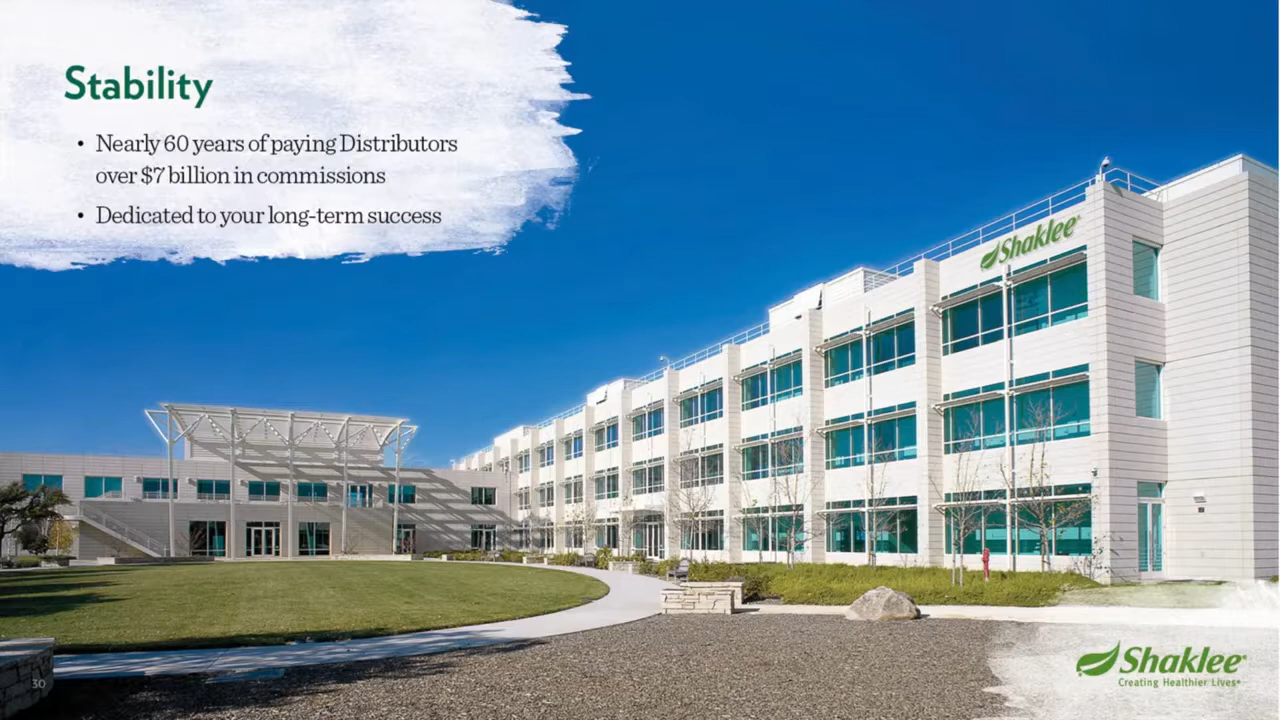 Stability
• Nearly 60 years of paying Distributors
over $7 billion in commissions
• Dedicated to your long-term success
Shaklee®
Shaklee®
Creating Healthier Lives®
30